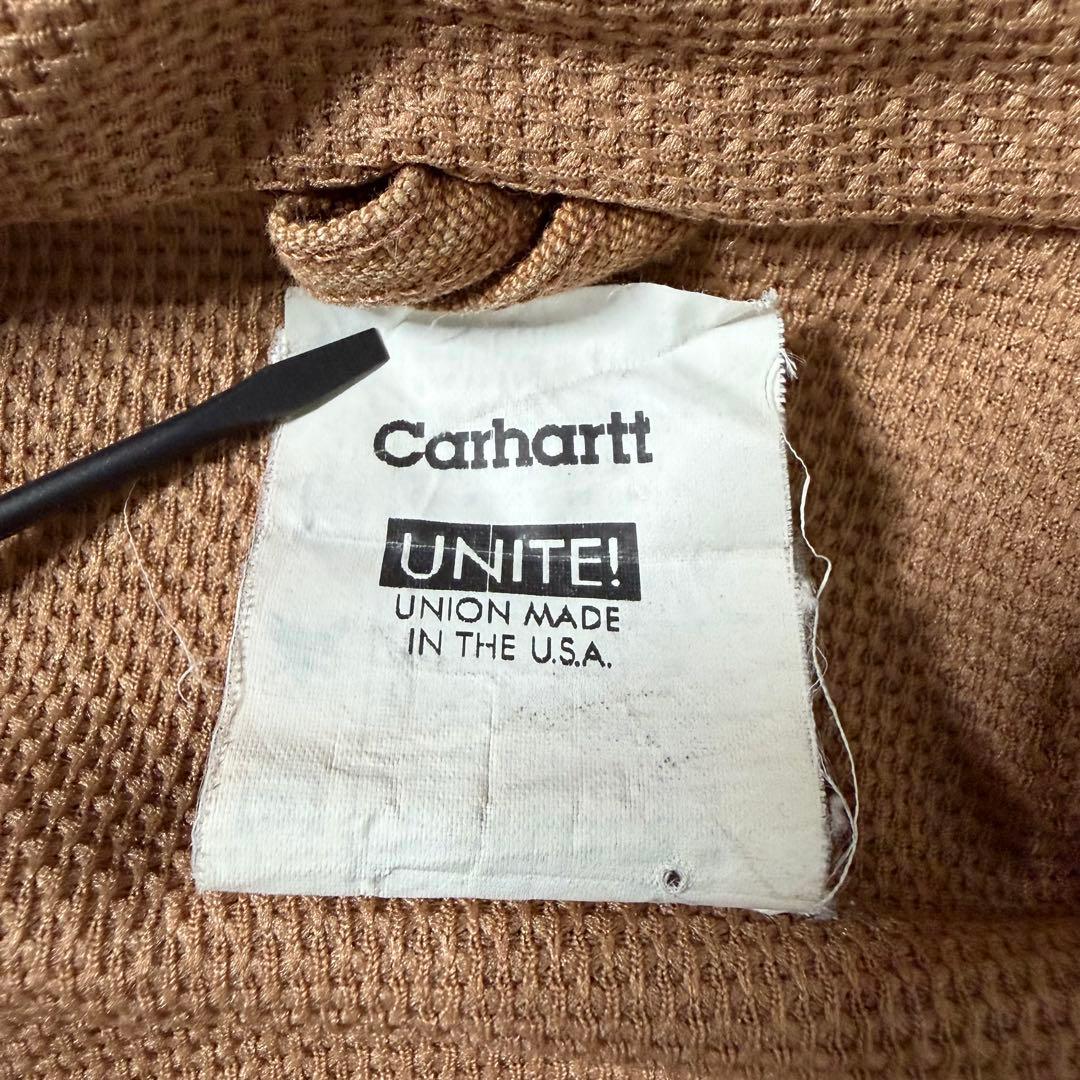 Carhartt
UNITE!
UNION MADE
IN THE U.S.A.